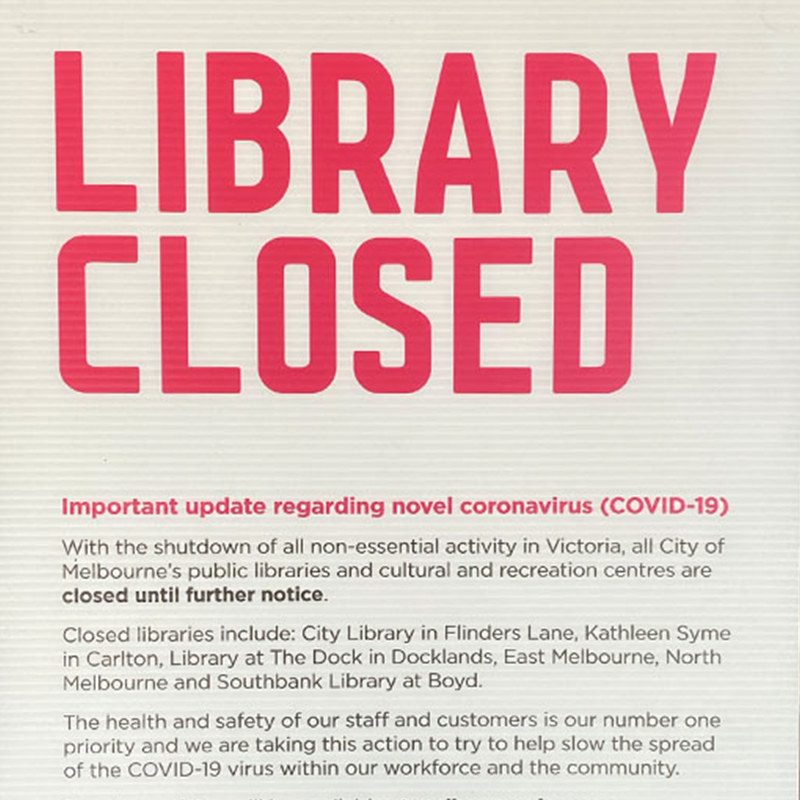 LIBRARY
CLOSED
Important update regarding novel coronavirus (COVID-19)
With the shutdown of all non-essential activity in Victoria, all City of
Melbourne's public libraries and cultural and recreation centres are
closed until further notice.
Closed libraries include: City Library in Flinders Lane, Kathleen Syme
in Carlton, Library at The Dock in Docklands, East Melbourne, North
Melbourne and Southbank Library at Boyd.
The health and safety of our staff and customers is our number one
priority and we are taking this action to try to help slow the spread
of the COVID-19 virus within our workforce and the community.